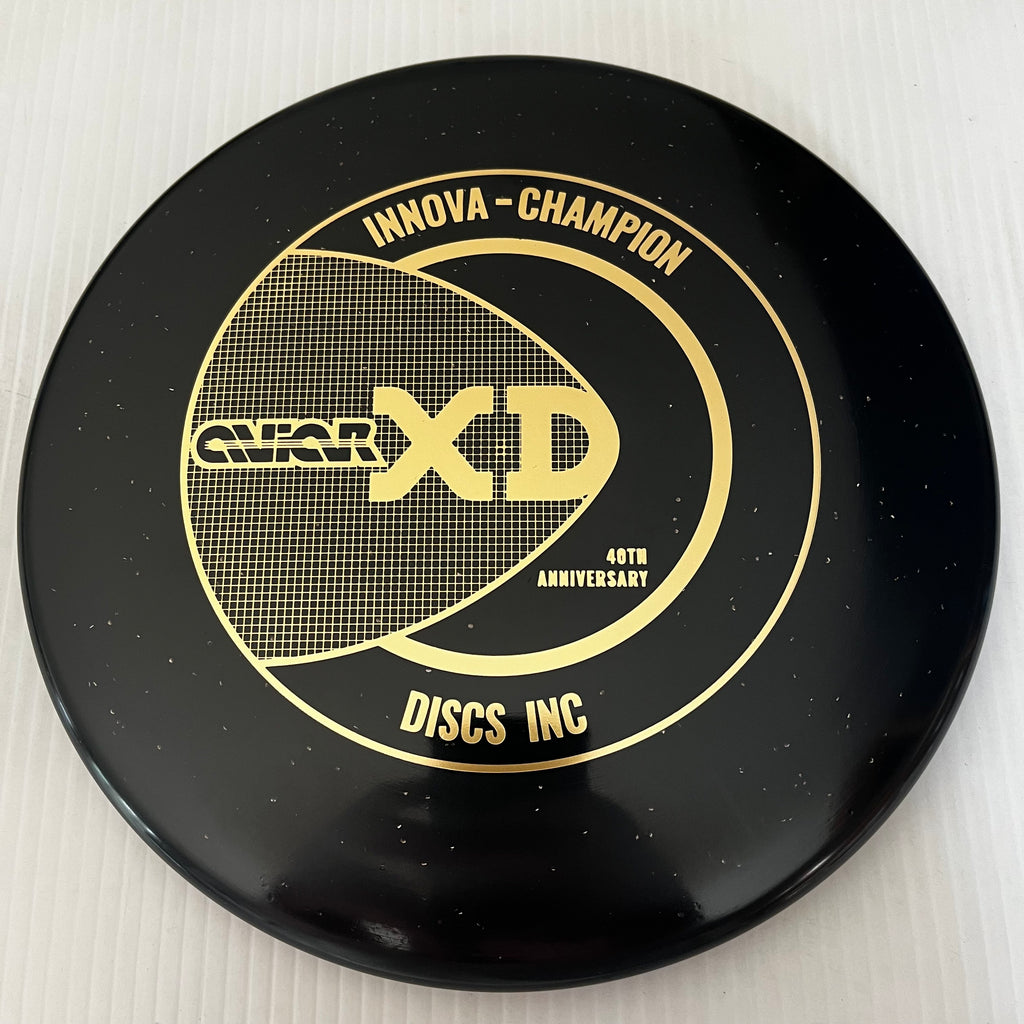 INNOVA - CHAMPION
AVIAR XD
40TH
ANNIVERSARY
DISCS INC